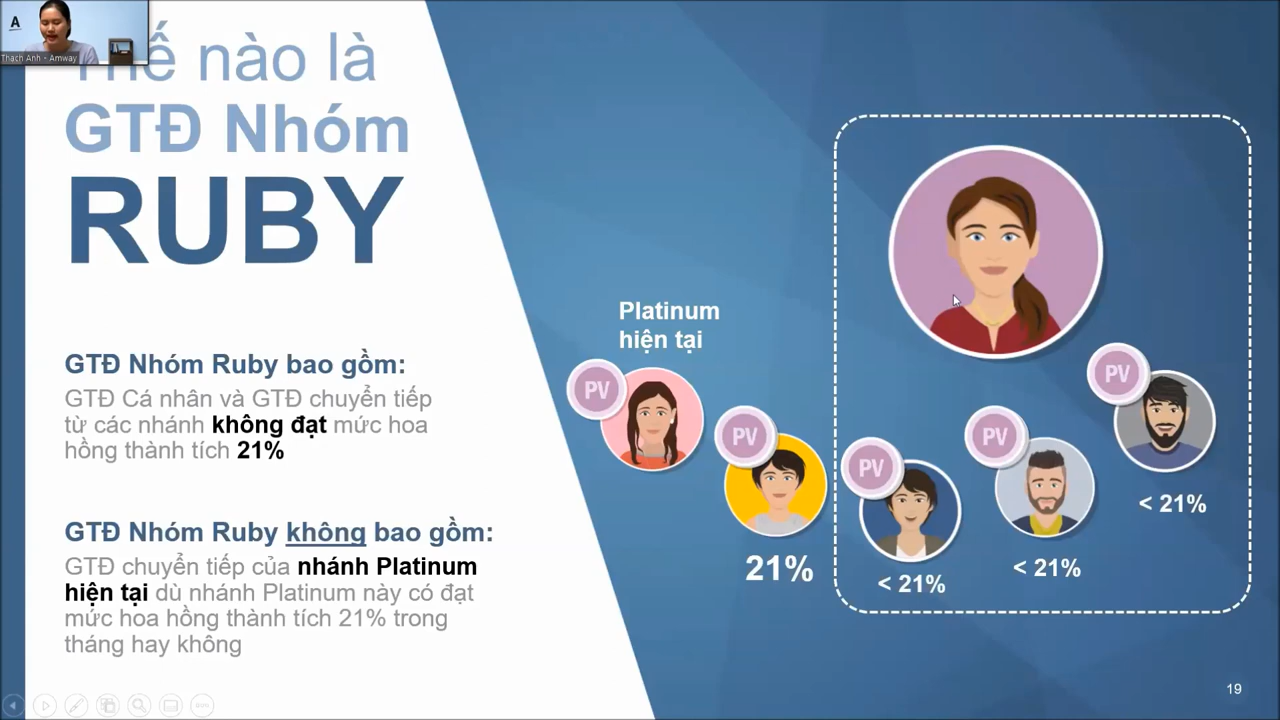 A
Thạch Anh - Amway
Thế nào là
GTĐ Nhóm
RUBY
GTĐ Nhóm Ruby bao gồm:
GTĐ Cá nhân và GTĐ chuyển tiếp
từ các nhánh không đạt mức hoa
hồng thành tích 21%
GTĐ Nhóm Ruby không bao gồm:
GTĐ chuyển tiếp của nhánh Platinum
hiện tại dù nhánh Platinum này có đạt
mức hoa hồng thành tích 21% trong
tháng hay không
Platinum
hiện tại
PV
PV
21%
PV
< 21%
PV
< 21%
PV
< 21%
19